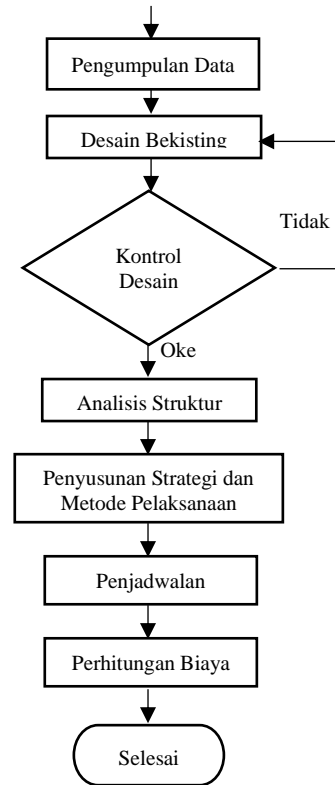 Pengumpulan Data
Desain Bekisting
Tidak
Kontrol
Desain
Oke
Analisis Struktur
Penyusunan Strategi dan
Metode Pelaksanaan
Penjadwalan
Perhitungan Biaya
Selesai